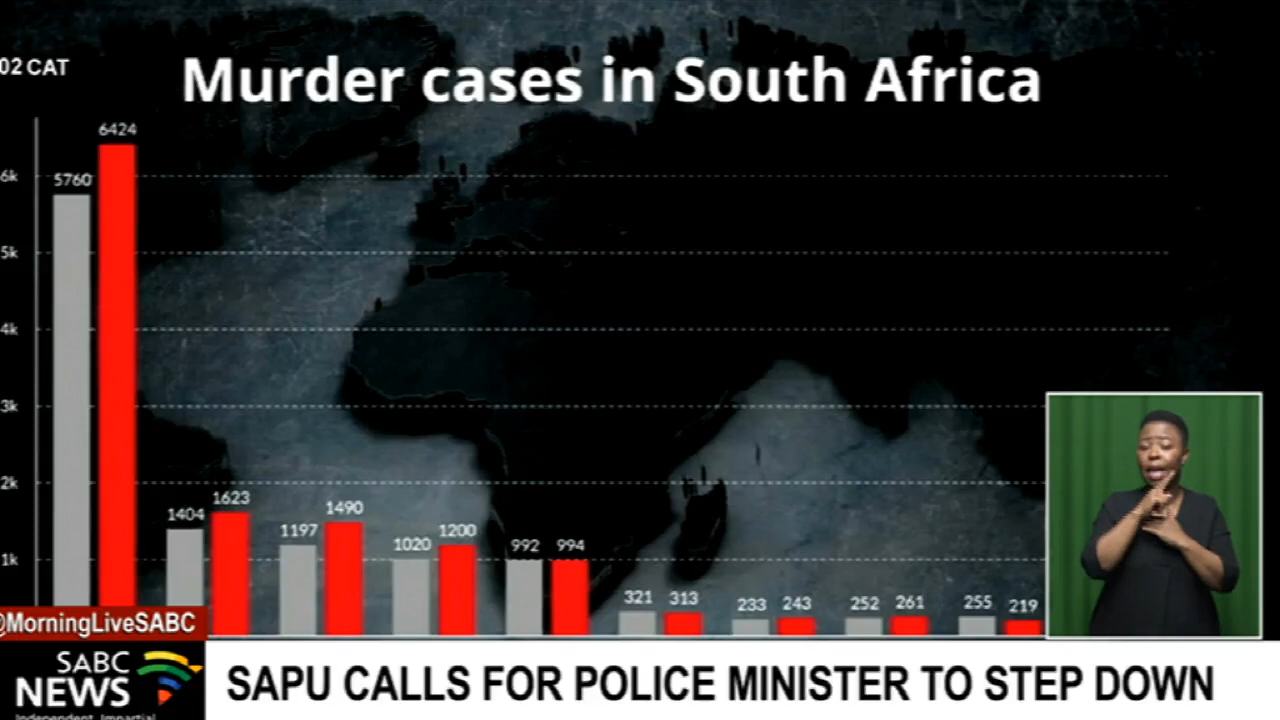 02 CAT
Murder cases in South Africa
6424
5760
6k
5k
4k
3k
2k
1k
1404
1623
1197
1490
1020
1200
992
994
321
313
233
243
252
261
255
219
@MorningLiveSABC
SABC
NEWS
Independent. Impartial
SAPU CALLS FOR POLICE MINISTER TO STEP DOWN